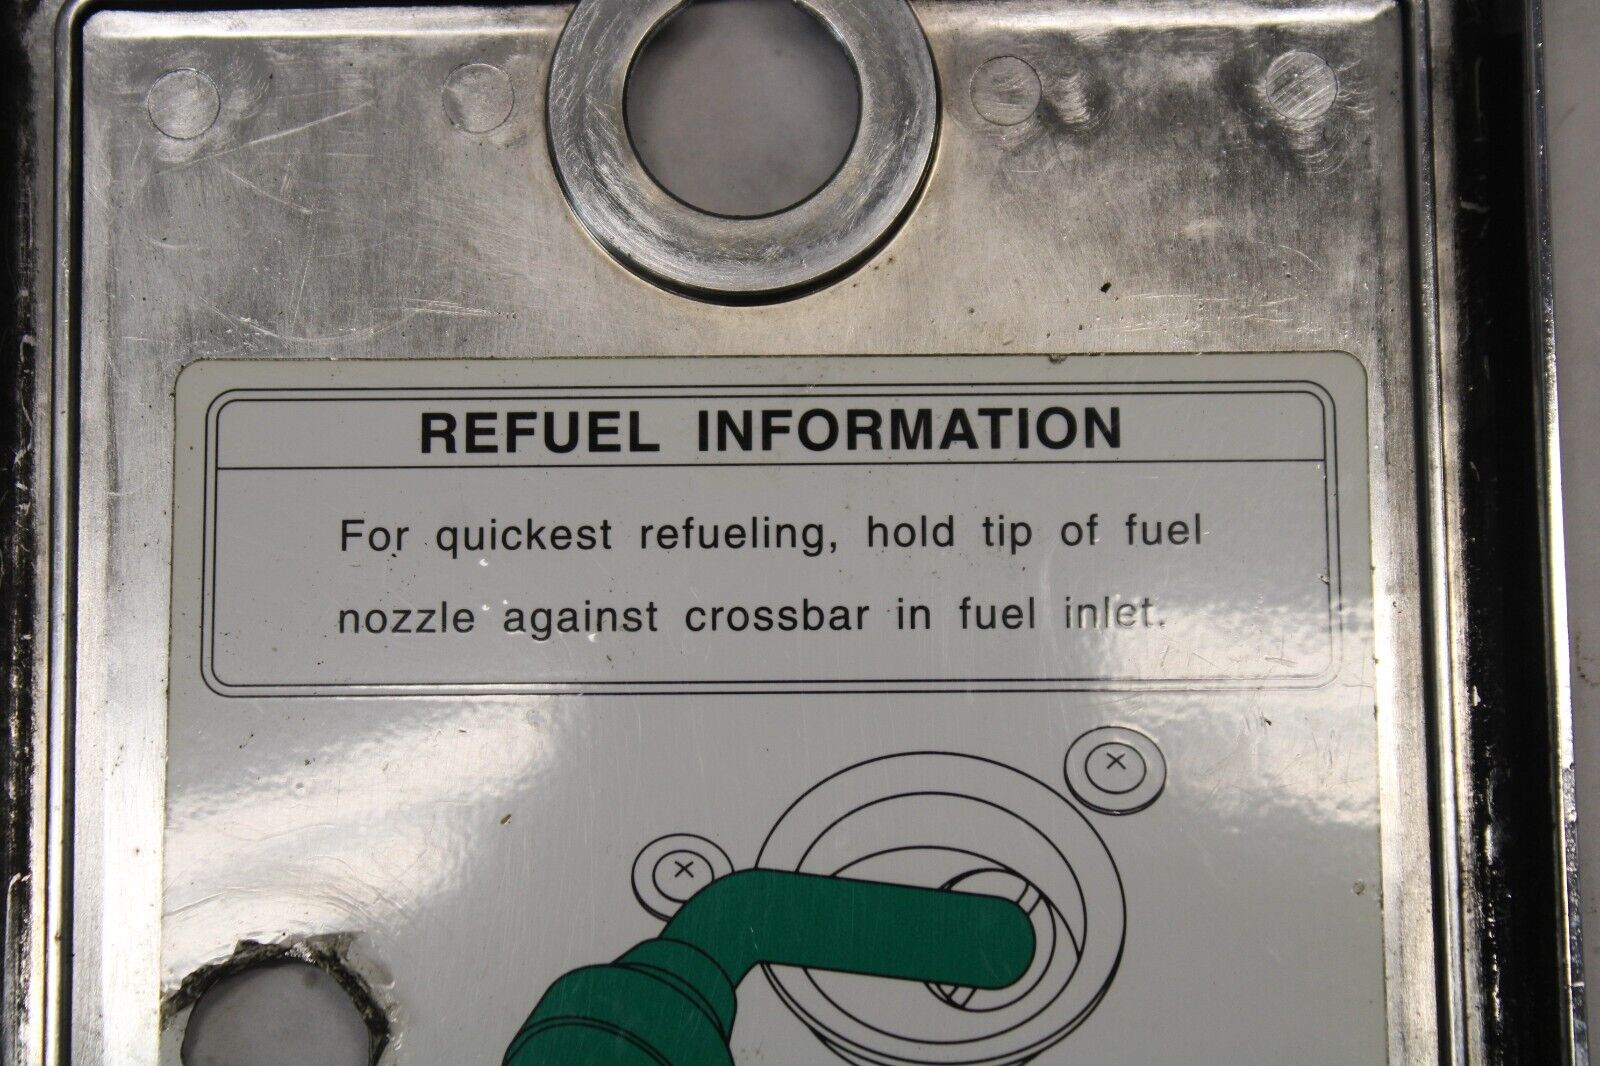 REFUEL INFORMATION
For quickest refueling, hold tip of fuel
nozzle against crossbar in fuel inlet.